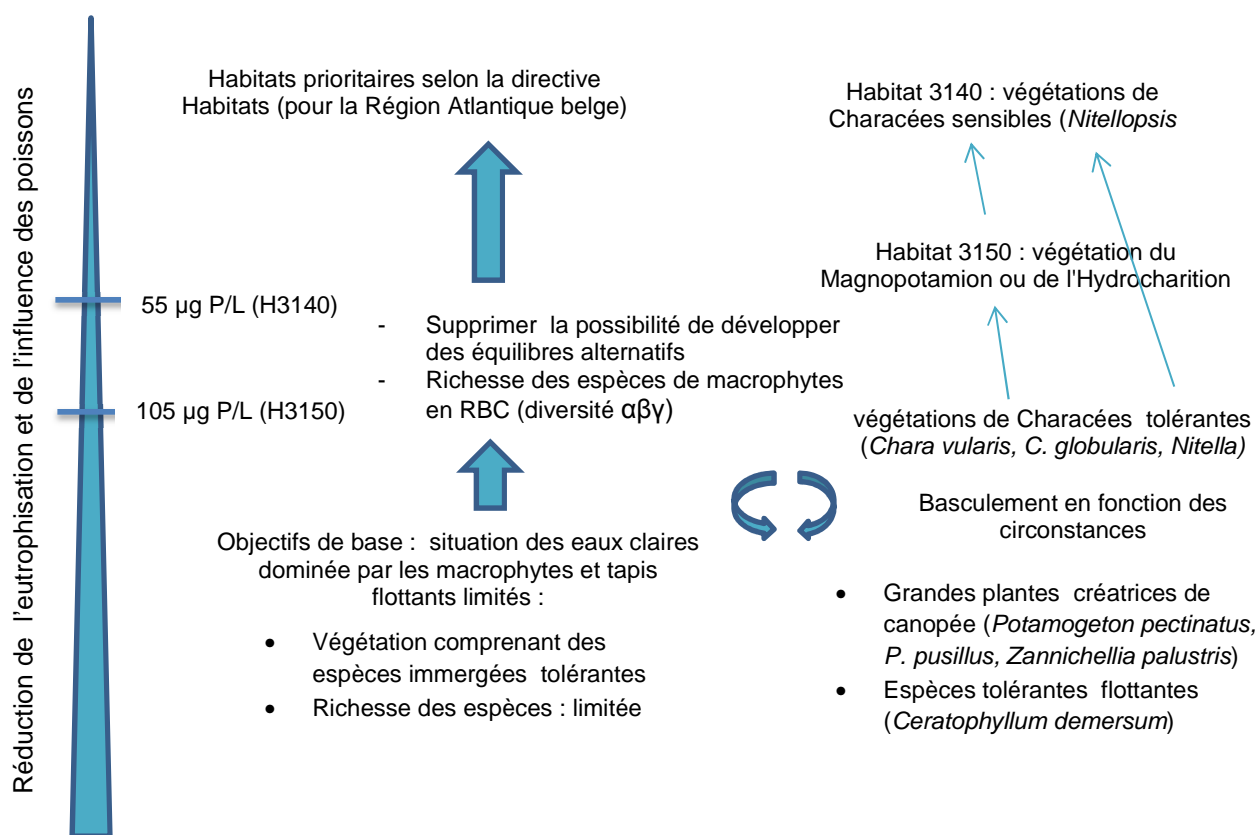 Réduction de l'eutrophisation et de l'influence des poissons
Habitats prioritaires selon la directive
Habitats (pour la Région Atlantique belge)
55 µg P/L (H3140)
105 µg P/L (H3150)
- Supprimer la possibilité de développer
des équilibres alternatifs
- Richesse des espèces de macrophytes
en RBC (diversité αβγ)
Objectifs de base : situation des eaux claires
dominée par les macrophytes et tapis
flottants limités :
• Végétation comprenant des
espèces immergées tolérantes
• Richesse des espèces : limitée
Habitat 3140 : végétations de
Characées sensibles (Nitellopsis
Habitat 3150 : végétation du
Magnopotamion ou de l'Hydrocharition
végétations de Characées tolérantes
(Chara vularis, C. globularis, Nitella)
Basculement en fonction des
circonstances
• Grandes plantes créatrices de
canopée (Potamogeton pectinatus,
P. pusillus, Zannichellia palustris)
• Espèces tolérantes flottantes
(Ceratophyllum demersum)